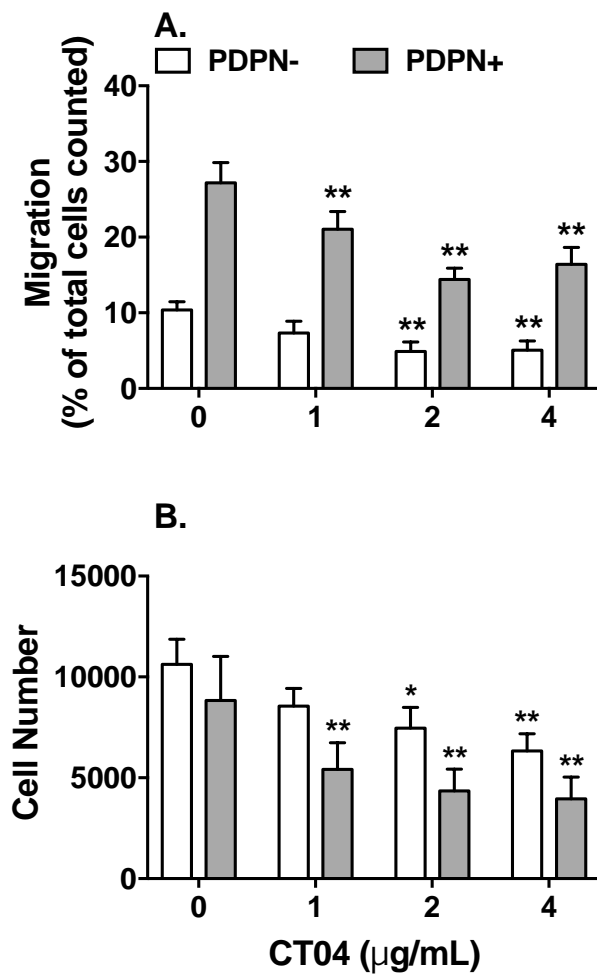 A.
PDPN- PDPN+
Migration
(% of total cells counted)
40
30
20
10
0
**
**
**
**
**
0 1 2 4
B.
Cell Number
15000
10000
5000
0
**
*
**
**
**
0 1 2 4
CT04 (μg/mL)